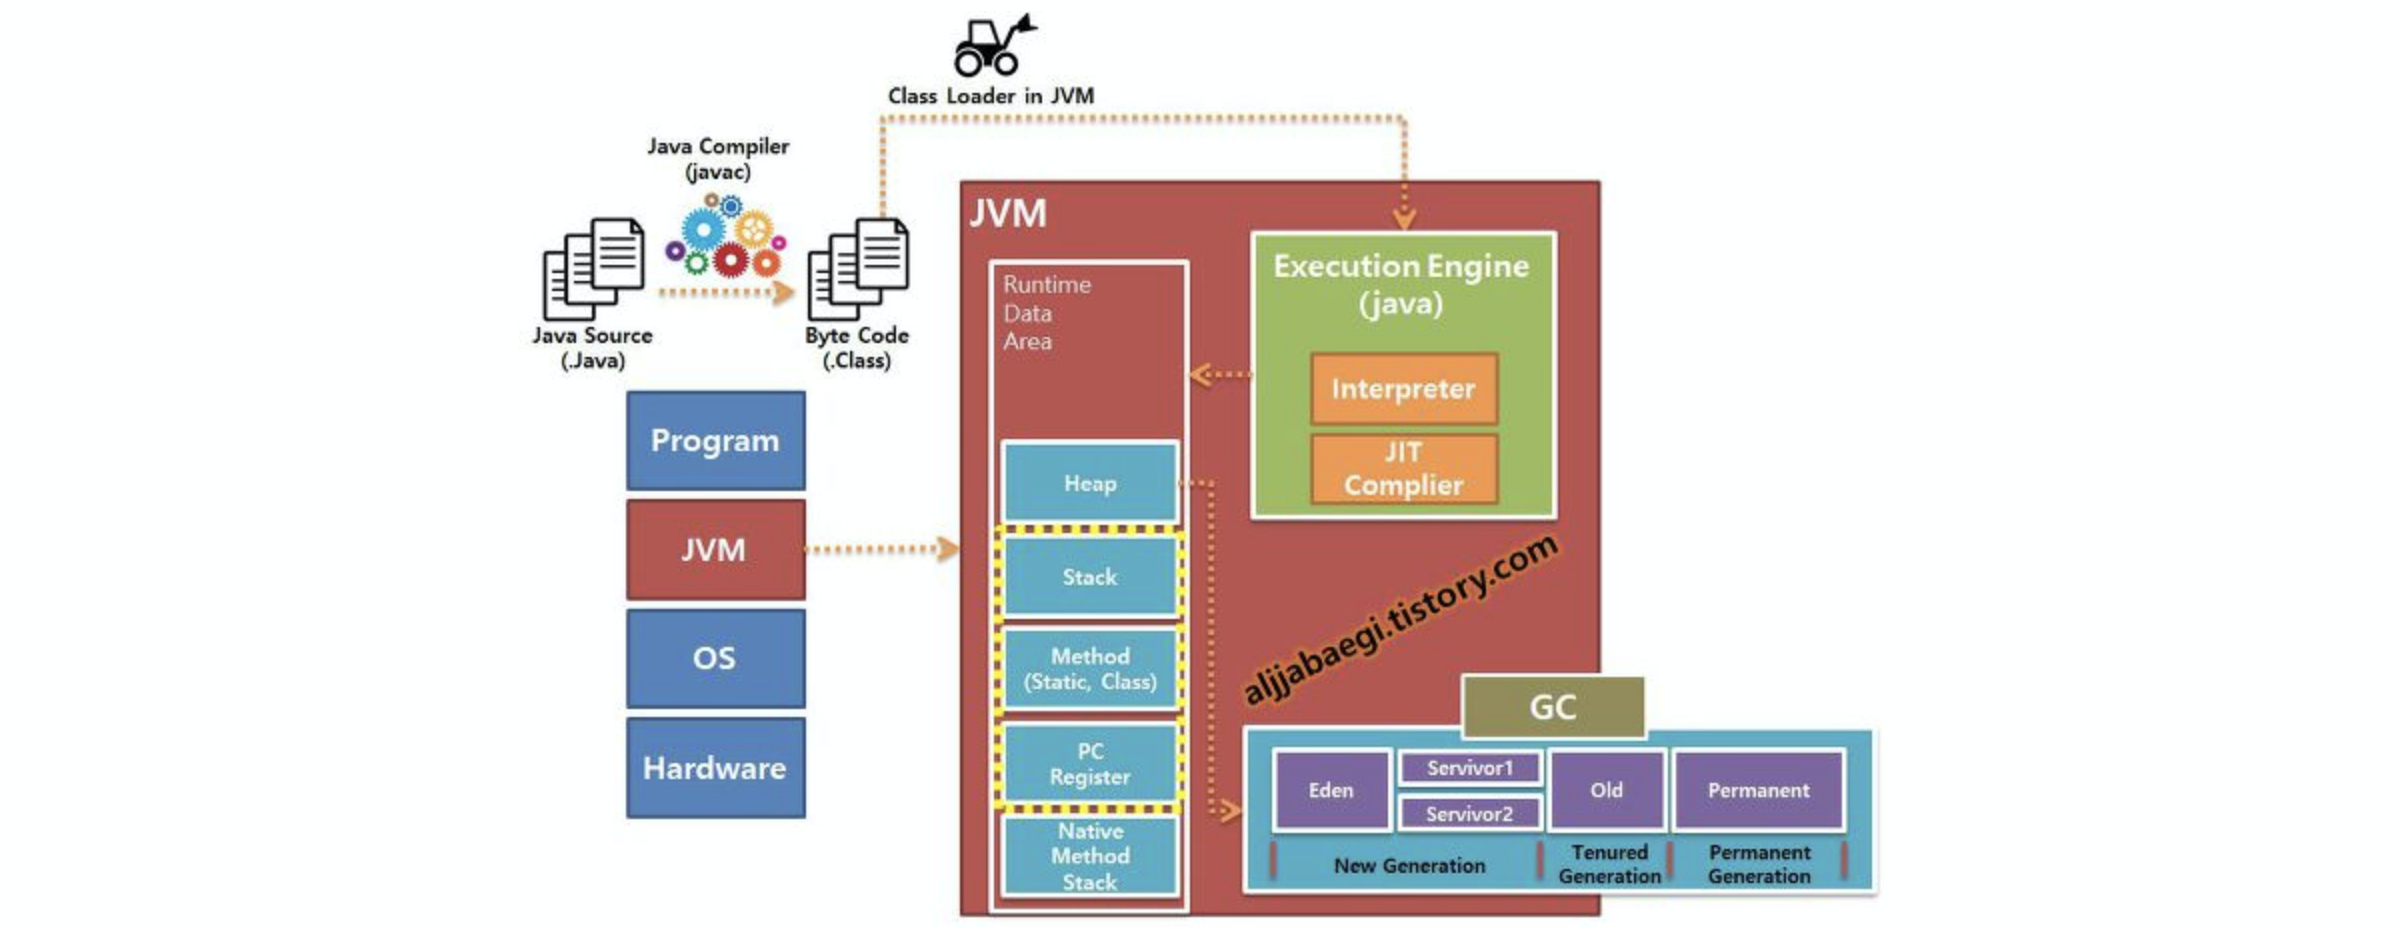 Class Loader in JVM
Java Compiler
(javac)
Java Source
(.Java)
Byte Code
(.Class)
Program
JVM
OS
Hardware
JVM
Runtime
Data
Area
Heap
Stack
Method
(Static, Class)
PC
Register
Native
Method
Stack
Execution Engine
(java)
Interpreter
JIT
Complier
aljjabaegi.tistory.com
GC
Eden
Servivor1
Servivor2
Old
Permanent
New Generation
Tenured
Generation
Permanent
Generation